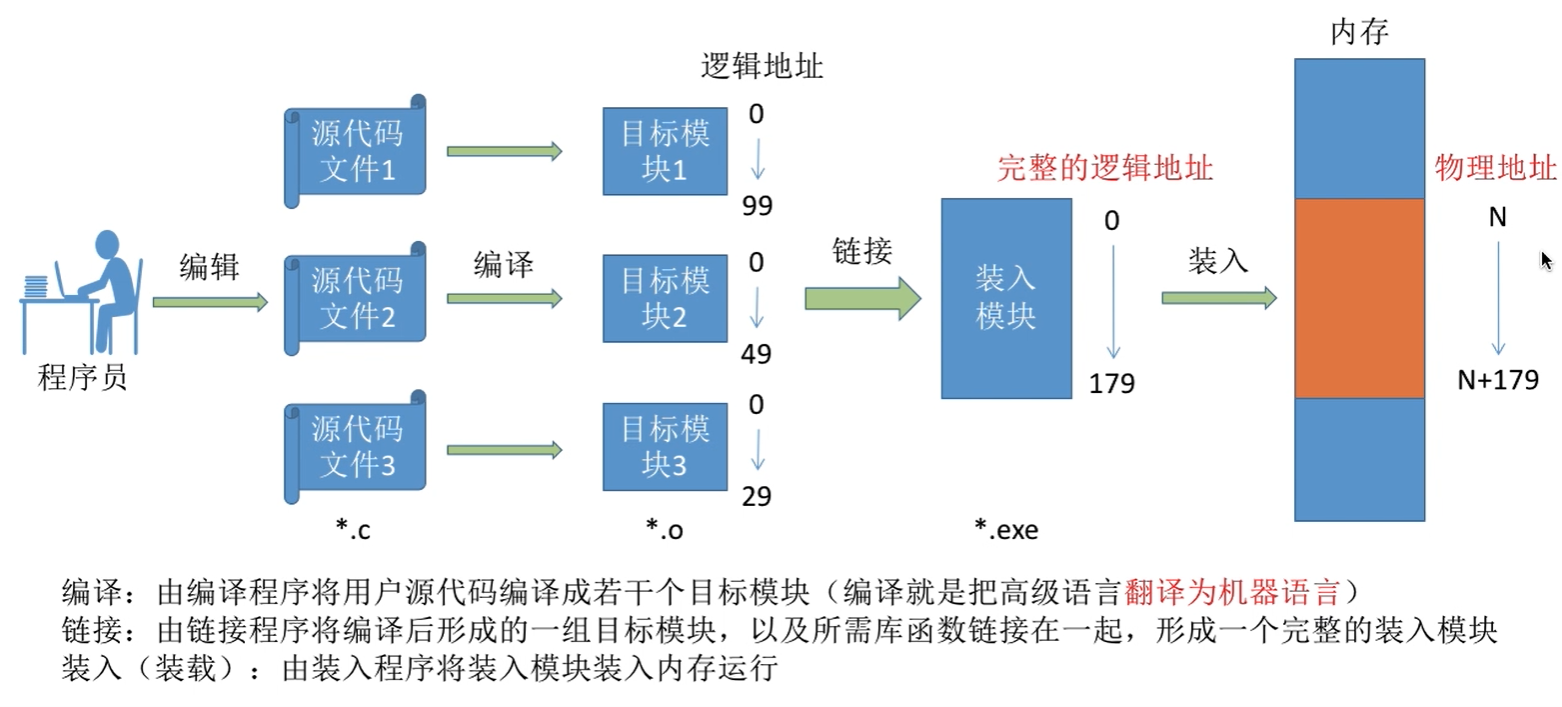 内存
逻辑地址
源代码
文件1
目标模
块1
0
99
完整的逻辑地址
物理地址
编辑
源代码
文件2
编译
目标模
块2
0
49
链接
装入
模块
0
179
装入
N
N+179
程序员
源代码
文件3
目标模
块3
0
29
*.c
*.o
*.exe
编译：由编译程序将用户源代码编译成若干个目标模块（编译就是把高级语言翻译为机器语言）
链接：由链接程序将编译后形成的一组目标模块，以及所需库函数链接在一起，形成一个完整的装入模块
装入（装载）：由装入程序将装入模块装入内存运行